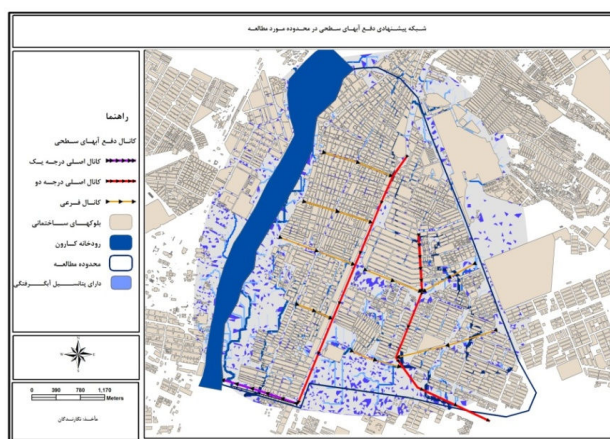 شبکه پیشنهادی دفع آبهای سطحی در محدوده مورد مطالعه
راهنما
کانال دفع آبهای سطحی
کانال اصلی درجه یک
کانال اصلی درجه دو
کانال فرعی
بلوکهای ساختمانی
رودخانه کارون
محدوده مطالعه
دارای پتانسیل آبگرفتگی
0 390 780 1,170
Meters
مأخذ: نگارندگان